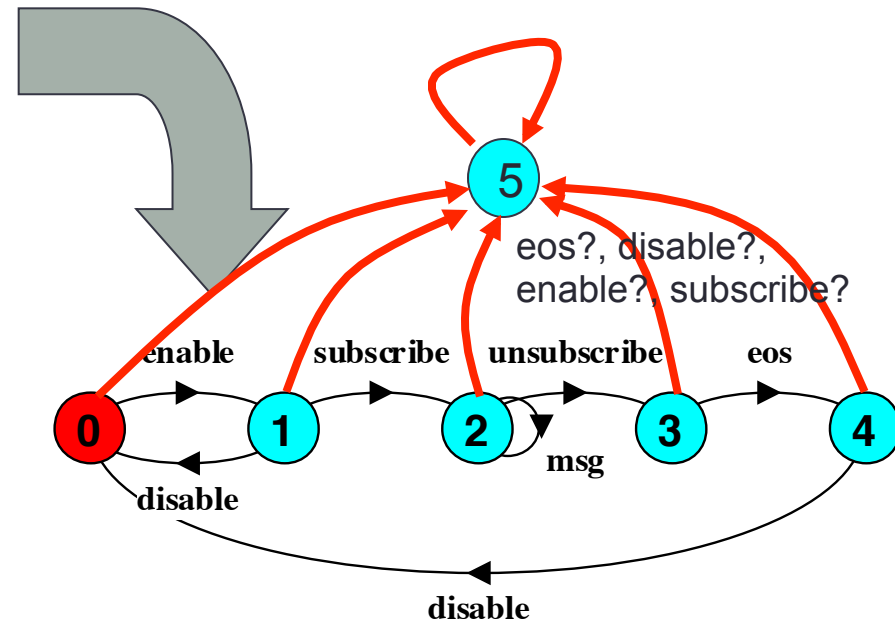 5
eos?, disable?,
enable?, subscribe?
enable subscribe unsubscribe eos
0 1 2 3 4
msg
disable
disable